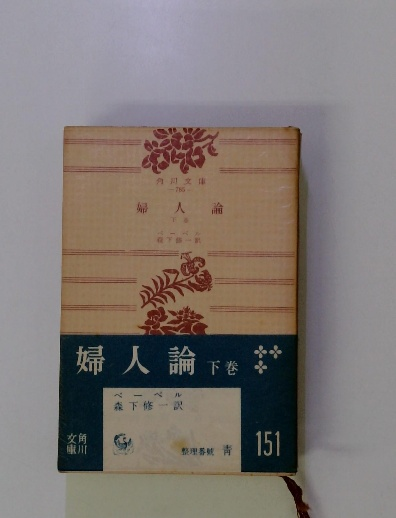 角川文庫
婦人論
下巻
ベーベル
森下修一訳
婦人論 下巻
ベーベル
森下修一訳
角川文庫
整理番號 青 151